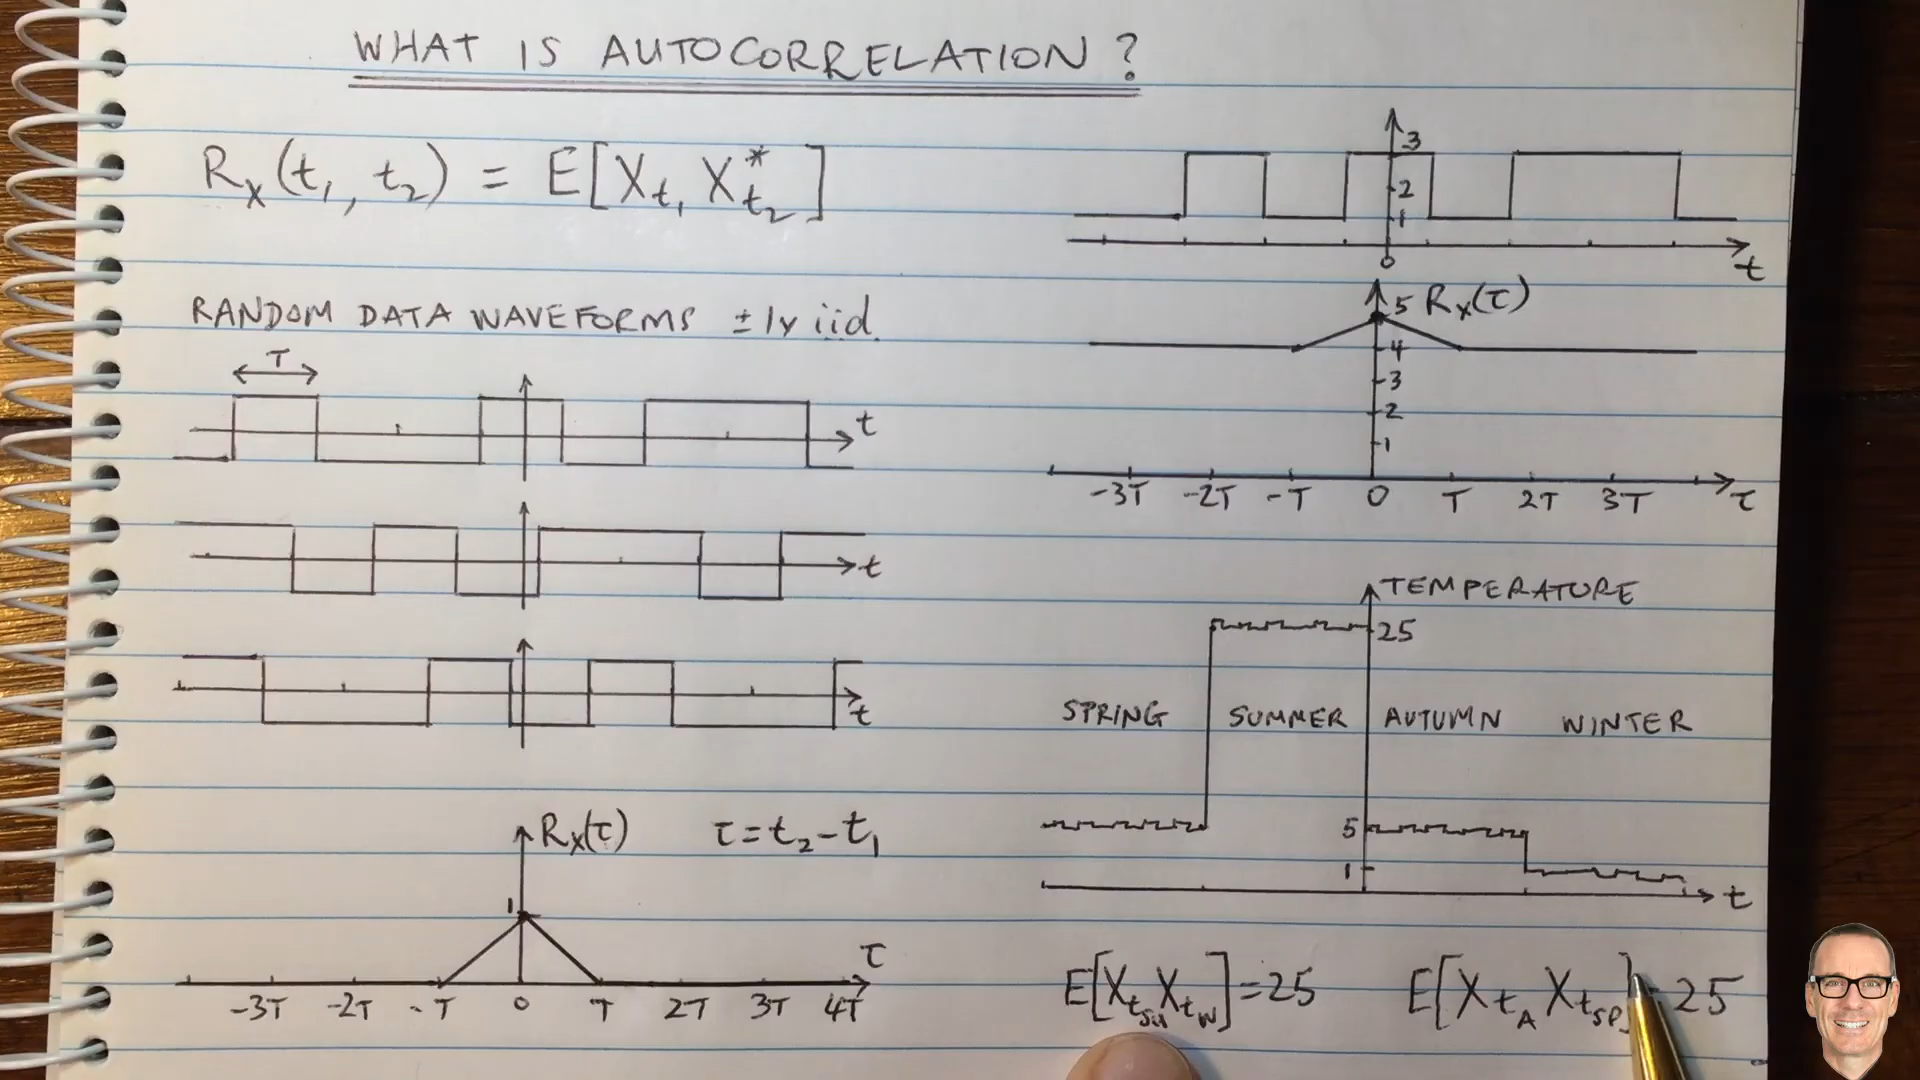 WHAT IS AUTOCORRELATION?
Rx(t1, t2) = E[Xt1 X*t2]
RANDOM DATA WAVEFORMS ±1v iid.
T
t
t
t
Rx(τ) τ=t2-t1
1
τ
-3T -2T -T 0 T 2T 3T 4T
3
2
1
0
t
5 Rx(τ)
4
3
2
1
-3T -2T -T 0 T 2T 3T τ
TEMPERATURE
25
SPRING SUMMER AUTUMN WINTER
5
1
t
E[XtSu XtW]=25 E[XtA XtSP]=25